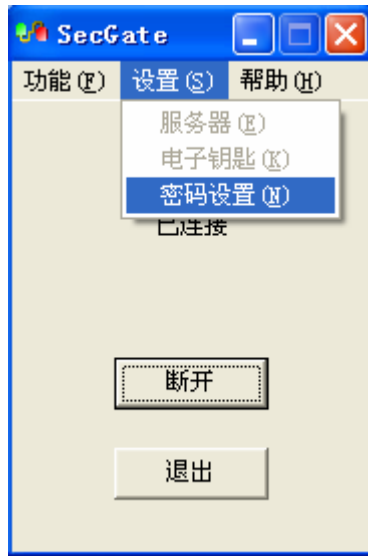 SecGate
功能(F) 设置(S) 帮助(H)
服务器(E)
电子钥匙(K)
密码设置(N)
已连接
断开
退出